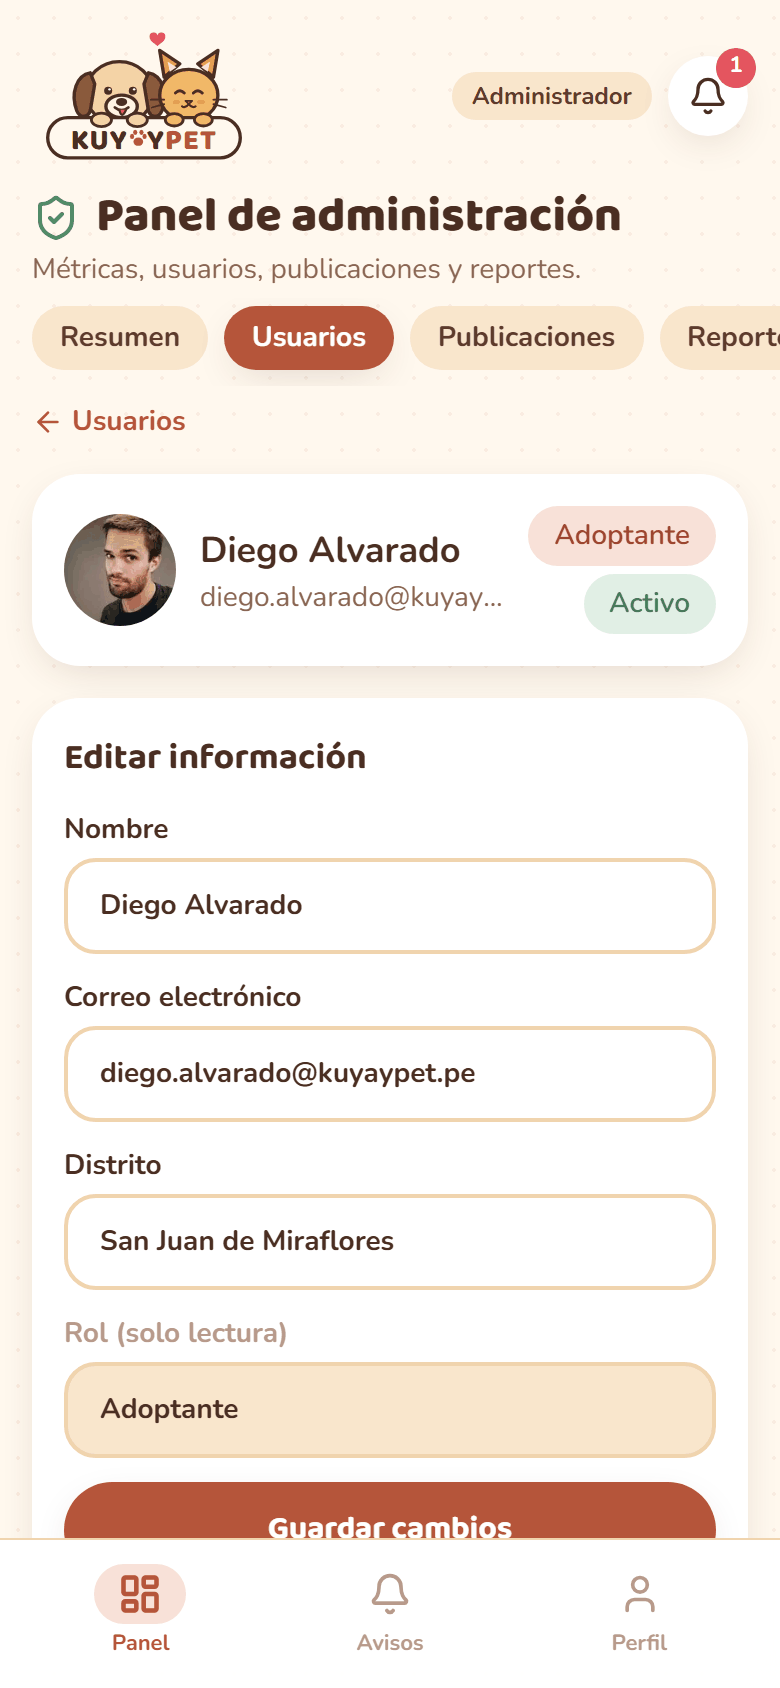 KUYAYPET
Administrador
1
Panel de administración
Métricas, usuarios, publicaciones y reportes.
Resumen
Usuarios
Publicaciones
Reporte
Usuarios
Diego Alvarado
diego.alvarado@kuyay...
Adoptante
Activo
Editar información
Nombre
Diego Alvarado
Correo electrónico
diego.alvarado@kuyaypet.pe
Distrito
San Juan de Miraflores
Rol (solo lectura)
Adoptante
Guardar cambios
Panel
Avisos
Perfil